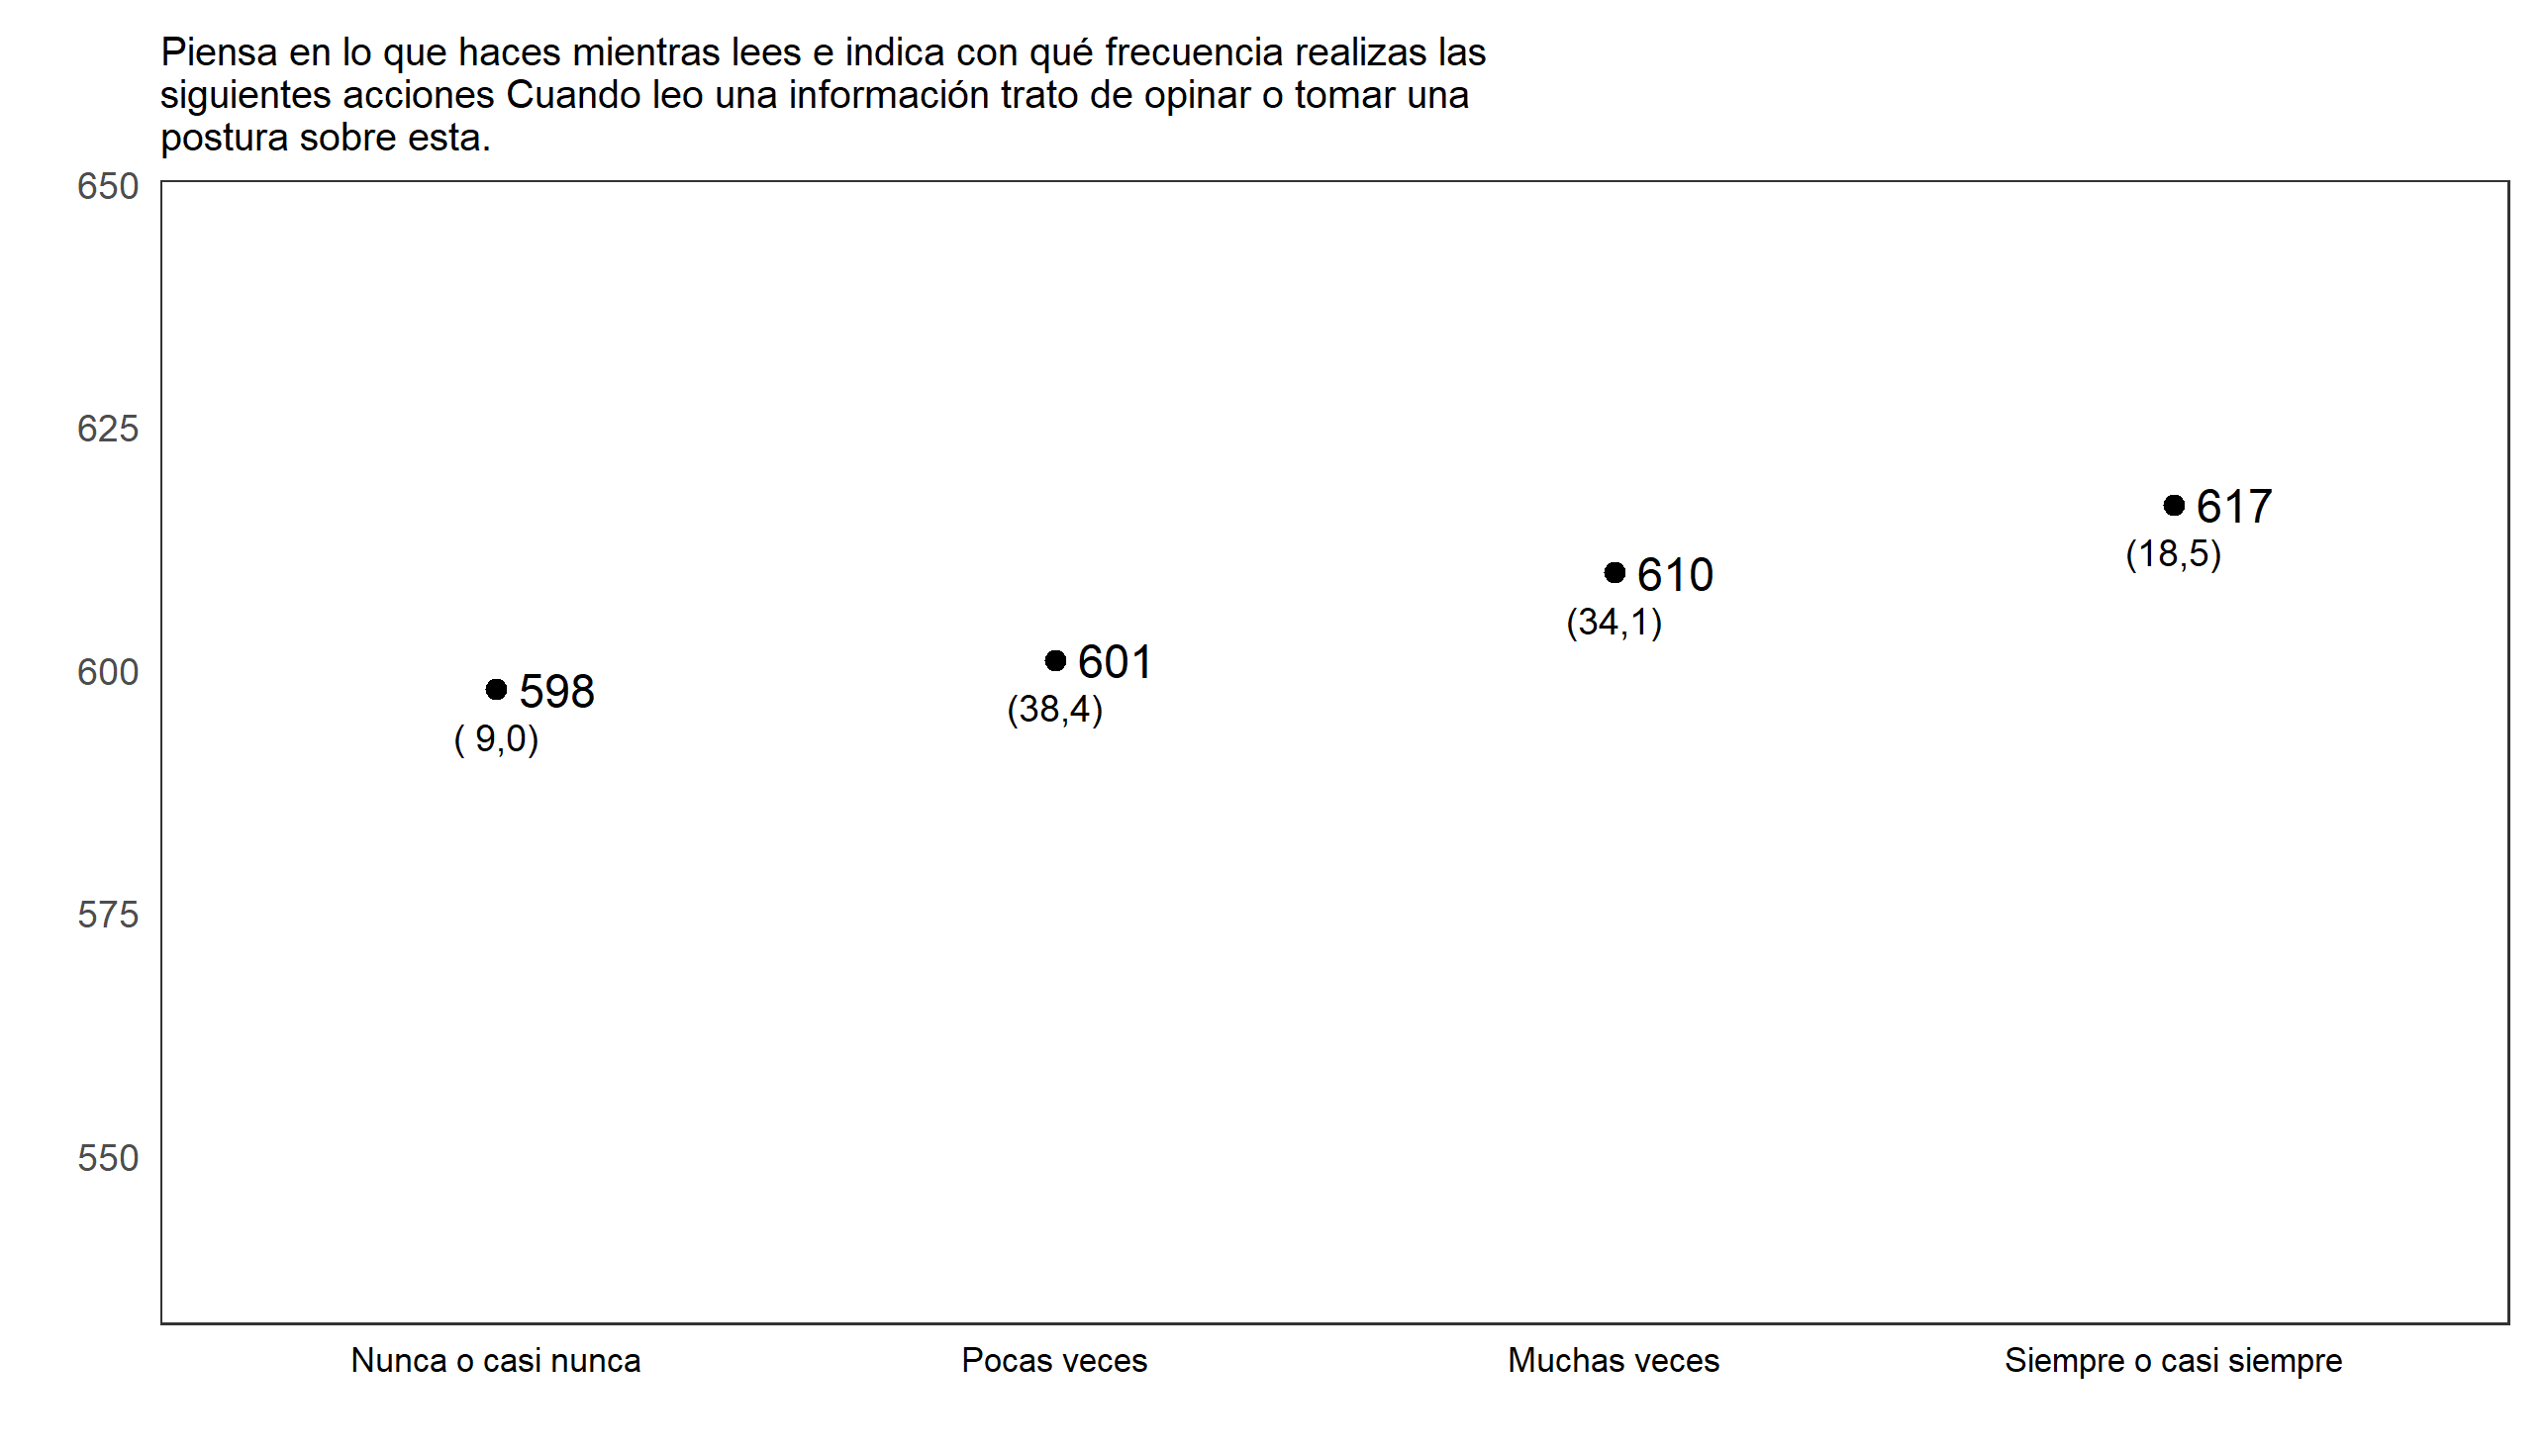 Piensa en lo que haces mientras lees e indica con qué frecuencia realizas las
siguientes acciones Cuando leo una información trato de opinar o tomar una
postura sobre esta.
650
625
617
(18,5)
610
(34,1)
600
601
(38,4)
598
( 9,0)
575
550
Nunca o casi nunca
Pocas veces
Muchas veces
Siempre o casi siempre